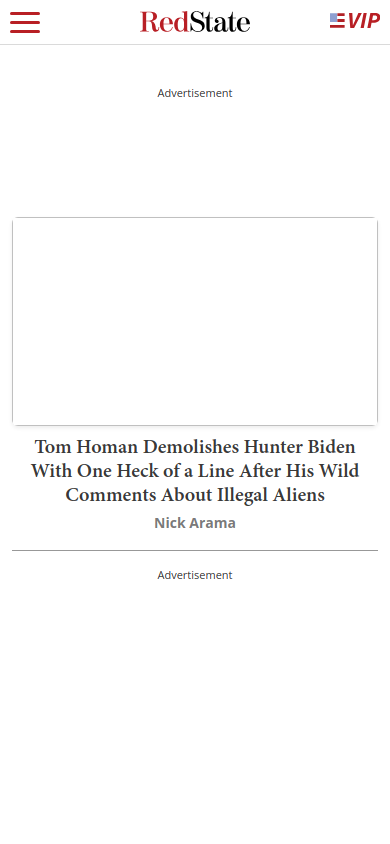 RedState
VIP
Advertisement
Tom Homan Demolishes Hunter Biden
With One Heck of a Line After His Wild
Comments About Illegal Aliens
Nick Arama
Advertisement